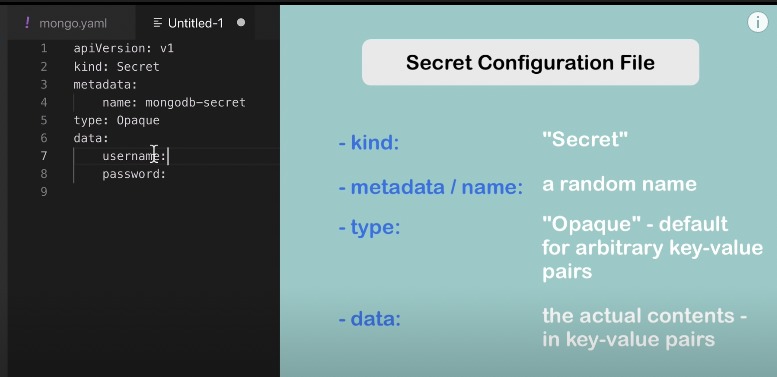 ! mongo.yaml
Untitled-1
1 apiVersion: v1
2 kind: Secret
3 metadata:
4 name: mongodb-secret
5 type: Opaque
6 data:
7 username:
8 password:
9
i
Secret Configuration File
- kind: "Secret"
- metadata / name: a random name
- type: "Opaque" - default
for arbitrary key-value
pairs
- data: the actual contents -
in key-value pairs